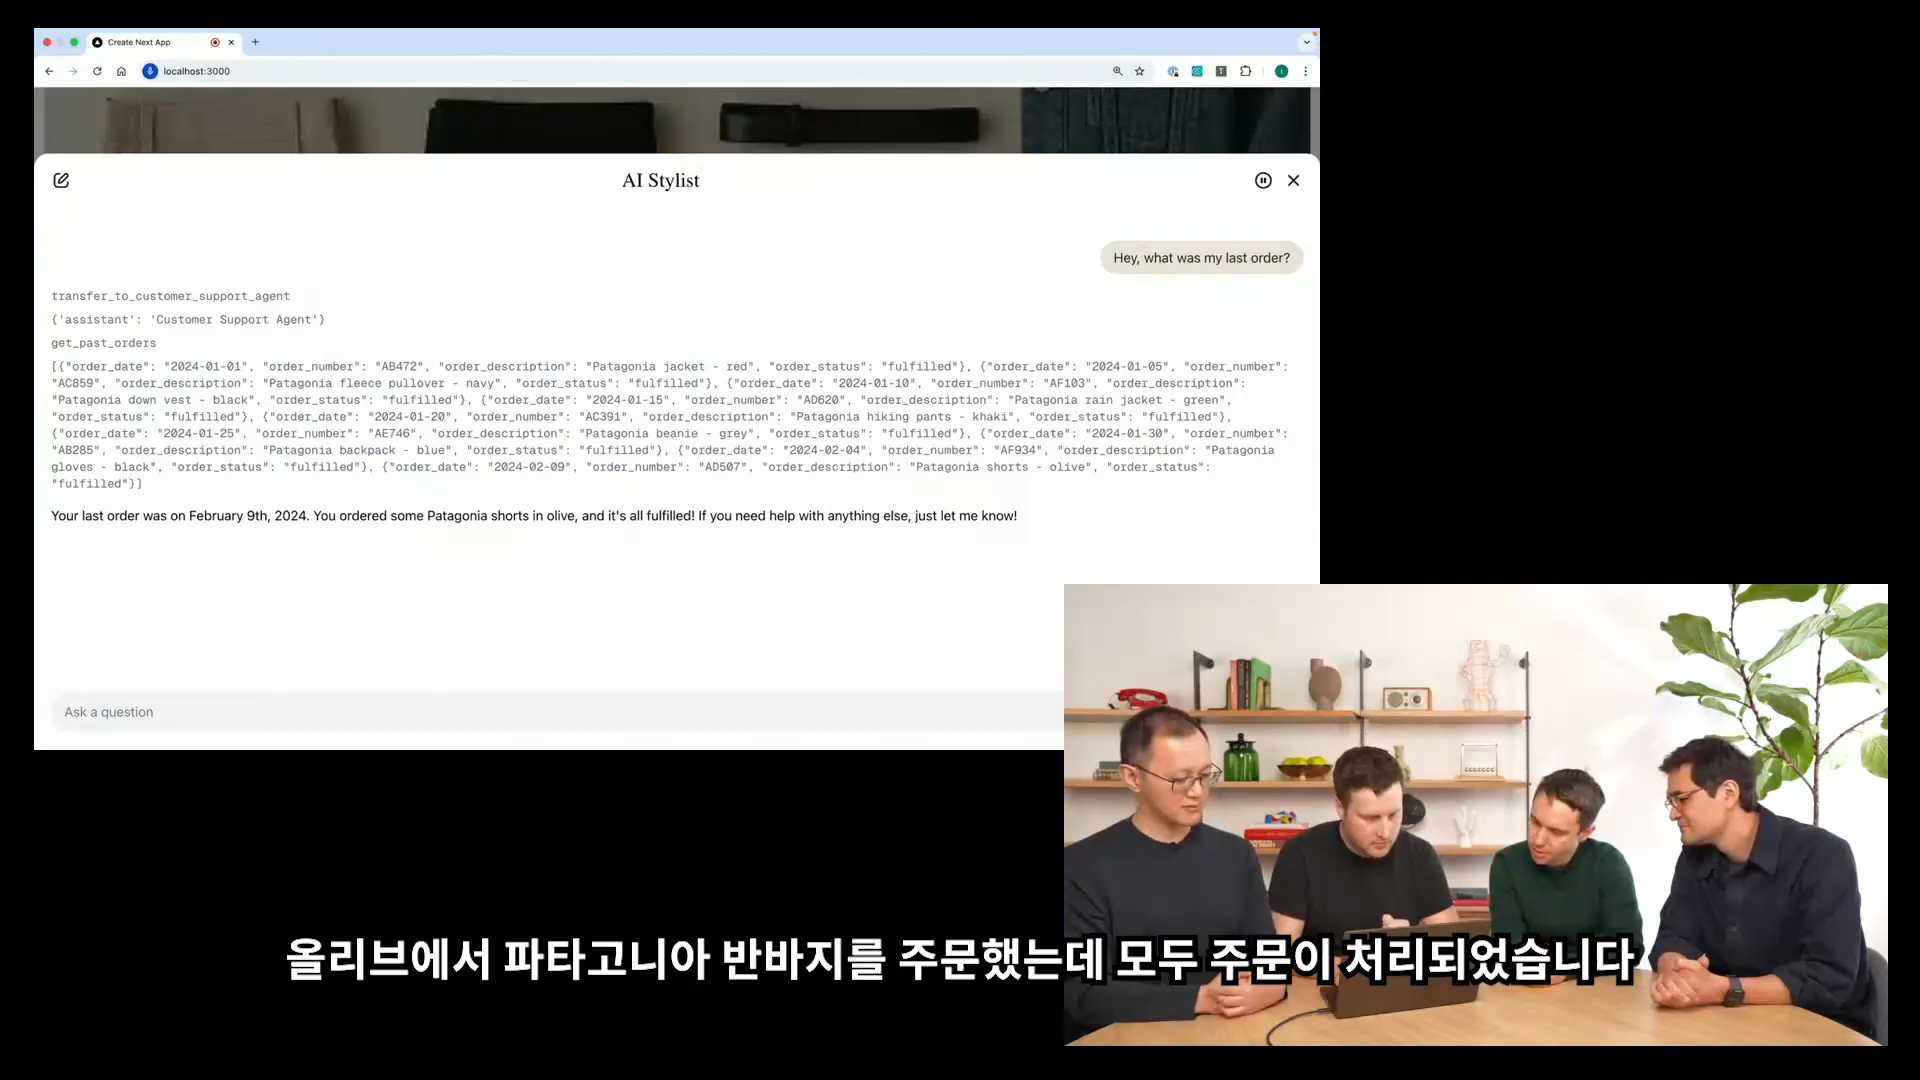 Create Next App
localhost:3000
AI Stylist
Hey, what was my last order?
transfer_to_customer_support_agent
{'assistant': 'Customer Support Agent'}
get_past_orders
[{"order_date": "2024-01-01", "order_number": "AB472", "order_description": "Patagonia jacket - red", "order_status": "fulfilled"}, {"order_date": "2024-01-05", "order_number":
"AC859", "order_description": "Patagonia fleece pullover - navy", "order_status": "fulfilled"}, {"order_date": "2024-01-10", "order_number": "AF103", "order_description":
"Patagonia down vest - black", "order_status": "fulfilled"}, {"order_date": "2024-01-15", "order_number": "AD620", "order_description": "Patagonia rain jacket - green",
"order_status": "fulfilled"}, {"order_date": "2024-01-20", "order_number": "AC391", "order_description": "Patagonia hiking pants - khaki", "order_status": "fulfilled"},
{"order_date": "2024-01-25", "order_number": "AE746", "order_description": "Patagonia beanie - grey", "order_status": "fulfilled"}, {"order_date": "2024-01-30", "order_number":
"AB285", "order_description": "Patagonia backpack - blue", "order_status": "fulfilled"}, {"order_date": "2024-02-04", "order_number": "AF934", "order_description": "Patagonia
gloves - black", "order_status": "fulfilled"}, {"order_date": "2024-02-09", "order_number": "AD507", "order_description": "Patagonia shorts - olive", "order_status":
"fulfilled"}]
Your last order was on February 9th, 2024. You ordered some Patagonia shorts in olive, and it's all fulfilled! If you need help with anything else, just let me know!
Ask a question
올리브에서 파타고니아 반바지를 주문했는데 모두 주문이 처리되었습니다